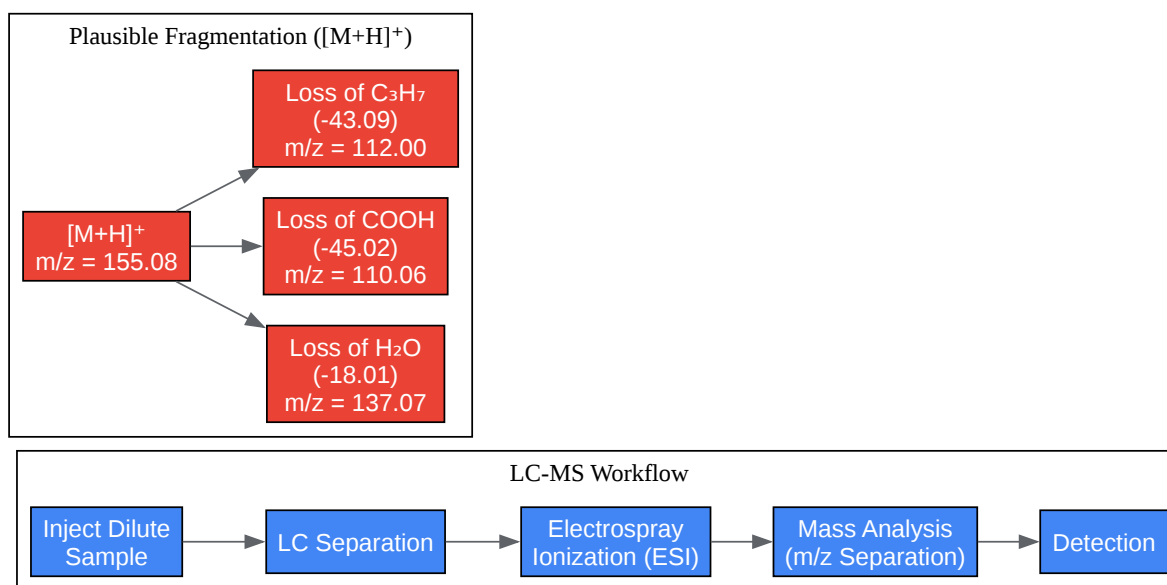 Plausible Fragmentation ([M+H]⁺)
Loss of C₃H₇
(-43.09)
m/z = 112.00
[M+H]⁺
m/z = 155.08
Loss of COOH
(-45.02)
m/z = 110.06
Loss of H₂O
(-18.01)
m/z = 137.07
LC-MS Workflow
Inject Dilute
Sample
LC Separation
Electrospray
Ionization (ESI)
Mass Analysis
(m/z Separation)
Detection